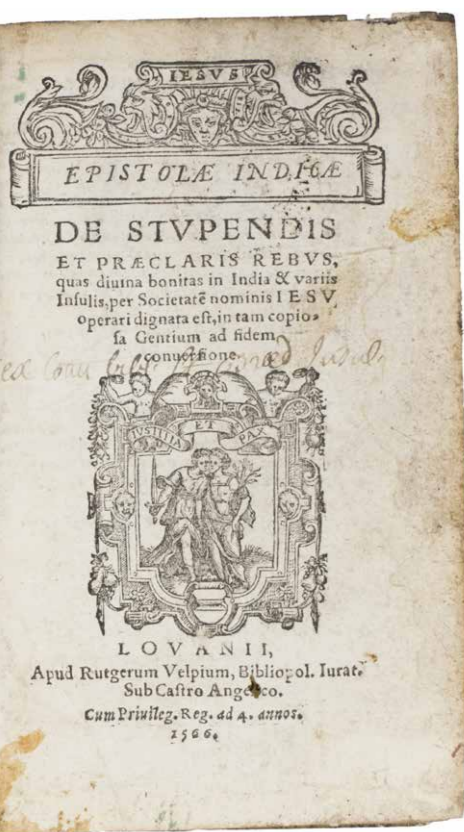 IESVS
EPISTOLÆ INDICÆ
DE STVPENDIS
ET PRÆCLARIS REBVS,
quas diuina bonitas in India & variis
Insulis, per Societatē nominis IESV
operari dignata est, in tam copio-
sa Gentium ad fidem
conuersione.
IVSTITIA ET PAX
LOVANII,
Apud Rutgerum Velpium, Bibliopol. Iurat.
Sub Castro Angelico.
Cum Priuileg. Reg. ad 4. annos.
1566.